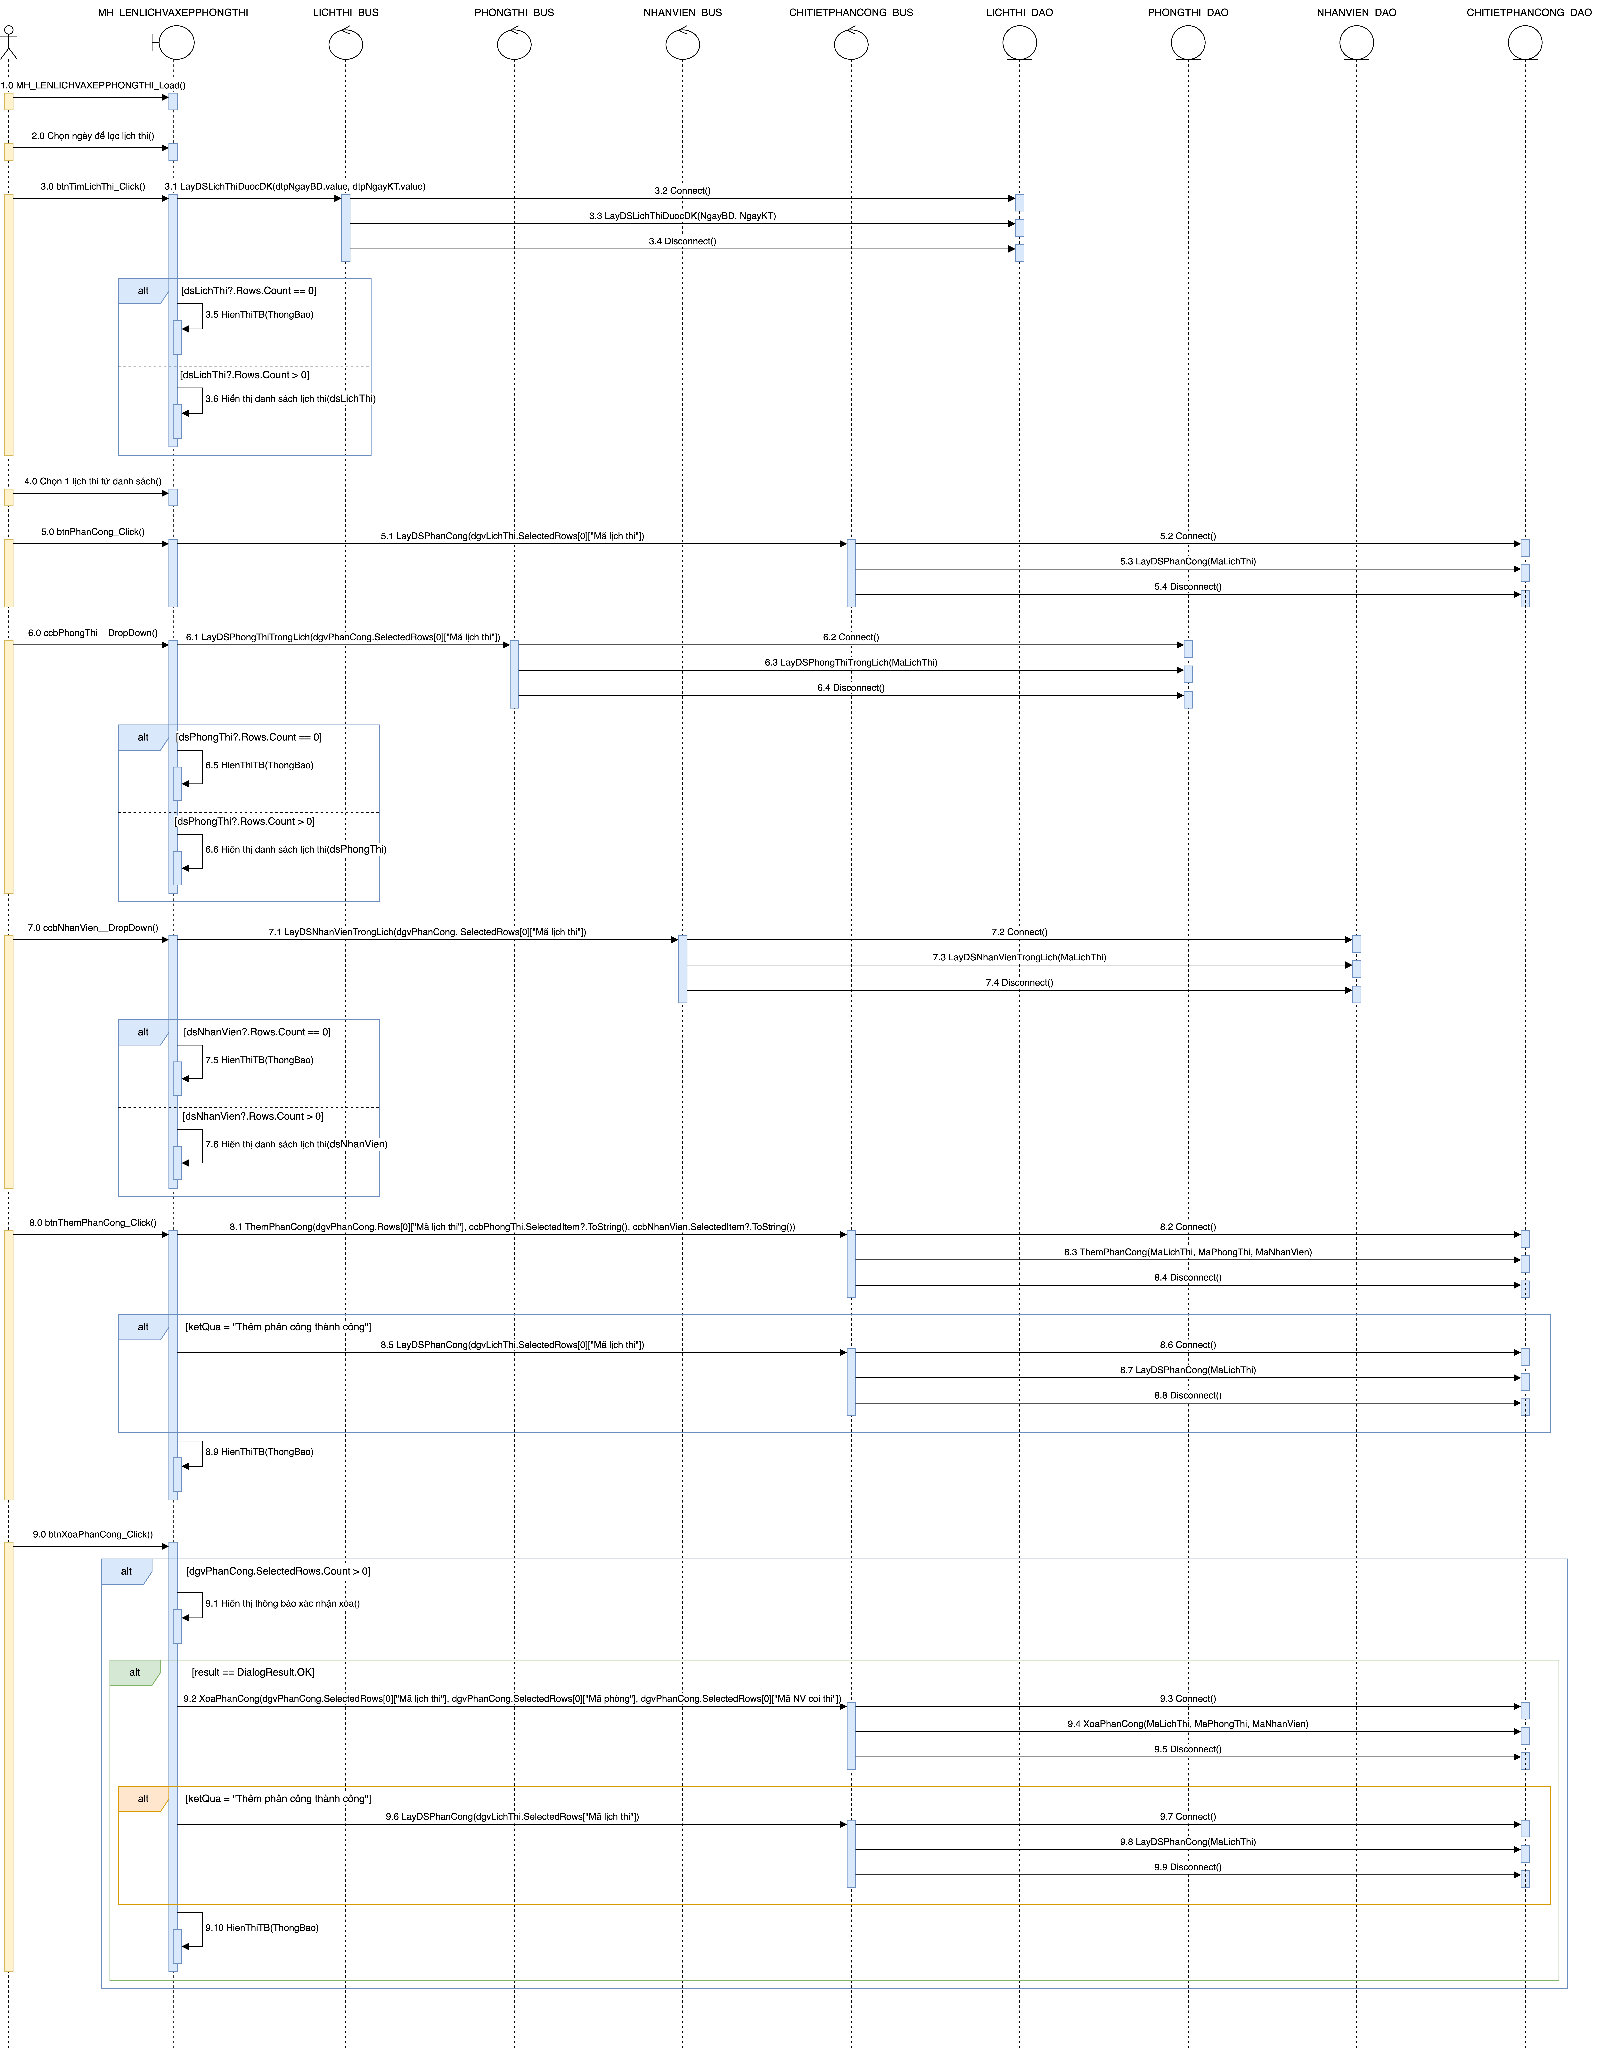 MH_LENLICHVAXEPPHONGTHI
LICHTHI_BUS
PHONGTHI_BUS
NHANVIEN_BUS
CHITIETPHANCONG_BUS
LICHTHI_DAO
PHONGTHI_DAO
NHANVIEN_DAO
CHITIETPHANCONG_DAO
1.0 MH_LENLICHVAXEPPHONGTHI_Load()
2.0 Chọn ngày để lọc lịch thi()
3.0 btnTimLichThi_Click()
3.1 LayDSLichThiDuocDK(dtpNgayBD.value, dtpNgayKT.value)
3.2 Connect()
3.3 LayDSLichThiDuocDK(NgayBD, NgayKT)
3.4 Disconnect()
alt
[dsLichThi?.Rows.Count == 0]
3.5 HienThiTB(ThongBao)
[dsLichThi?.Rows.Count > 0]
3.6 Hiển thị danh sách lịch thi(dsLichThi)
4.0 Chọn 1 lịch thi từ danh sách()
5.0 btnPhanCong_Click()
5.1 LayDSPhanCong(dgvLichThi.SelectedRows[0]["Mã lịch thi"])
5.2 Connect()
5.3 LayDSPhanCong(MaLichThi)
5.4 Disconnect()
6.0 ccbPhongThi__DropDown()
6.1 LayDSPhongThiTrongLich(dgvPhanCong.SelectedRows[0]["Mã lịch thi"])
6.2 Connect()
6.3 LayDSPhongThiTrongLich(MaLichThi)
6.4 Disconnect()
alt
[dsPhongThi?.Rows.Count == 0]
6.5 HienThiTB(ThongBao)
[dsPhongThi?.Rows.Count > 0]
6.6 Hiển thị danh sách lịch thi(dsPhongThi)
7.0 ccbNhanVien__DropDown()
7.1 LayDSNhanVienTrongLich(dgvPhanCong. SelectedRows[0]["Mã lịch thi"])
7.2 Connect()
7.3 LayDSNhanVienTrongLich(MaLichThi)
7.4 Disconnect()
alt
[dsNhanVien?.Rows.Count == 0]
7.5 HienThiTB(ThongBao)
[dsNhanVien?.Rows.Count > 0]
7.6 Hiển thị danh sách lịch thi(dsNhanVien)
8.0 btnThemPhanCong_Click()
8.1 ThemPhanCong(dgvPhanCong.Rows[0]["Mã lịch thi"], ccbPhongThi.SelectedItem?.ToString(), ccbNhanVien.SelectedItem?.ToString())
8.2 Connect()
8.3 ThemPhanCong(MaLichThi, MaPhongThi, MaNhanVien)
8.4 Disconnect()
alt
[ketQua = "Thêm phân công thành công"]
8.5 LayDSPhanCong(dgvLichThi.SelectedRows[0]["Mã lịch thi"])
8.6 Connect()
8.7 LayDSPhanCong(MaLichThi)
8.8 Disconnect()
8.9 HienThiTB(ThongBao)
9.0 btnXoaPhanCong_Click()
alt
[dgvPhanCong.SelectedRows.Count > 0]
9.1 Hiển thị thông báo xác nhận xóa()
alt
[result == DialogResult.OK]
9.2 XoaPhanCong(dgvPhanCong.SelectedRows[0]["Mã lịch thi"], dgvPhanCong.SelectedRows[0]["Mã phòng"], dgvPhanCong.SelectedRows[0]["Mã NV coi thi"])
9.3 Connect()
9.4 XoaPhanCong(MaLichThi, MaPhongThi, MaNhanVien)
9.5 Disconnect()
alt
[ketQua = "Thêm phân công thành công"]
9.6 LayDSPhanCong(dgvLichThi.SelectedRows["Mã lịch thi"])
9.7 Connect()
9.8 LayDSPhanCong(MaLichThi)
9.9 Disconnect()
9.10 HienThiTB(ThongBao)